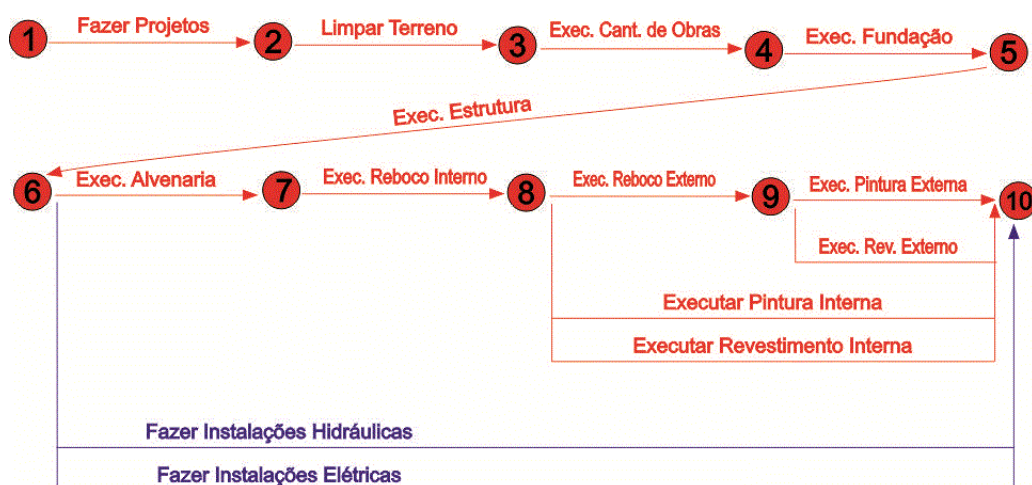 Fazer Projetos
Limpar Terreno
Exec. Cant. de Obras
Exec. Fundação
1
2
3
4
5
Exec. Estrutura
Exec. Alvenaria
Exec. Reboco Interno
Exec. Reboco Externo
Exec. Pintura Externa
6
7
8
9
10
Exec. Rev. Externo
Executar Pintura Interna
Executar Revestimento Interna
Fazer Instalações Hidráulicas
Fazer Instalações Elétricas